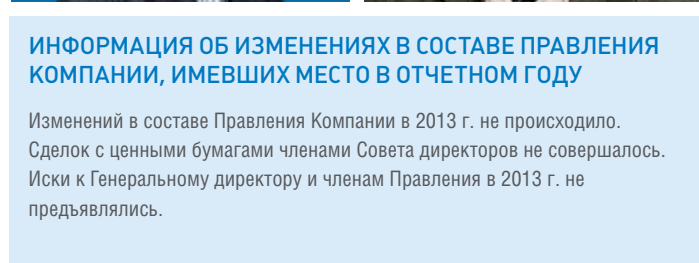 ИНФОРМАЦИЯ ОБ ИЗМЕНЕНИЯХ В СОСТАВЕ ПРАВЛЕНИЯ
КОМПАНИИ, ИМЕВШИХ МЕСТО В ОТЧЕТНОМ ГОДУ
Изменений в составе Правления Компании в 2013 г. не происходило.
Сделок с ценными бумагами членами Совета директоров не совершалось.
Иски к Генеральному директору и членам Правления в 2013 г. не
предъявлялись.